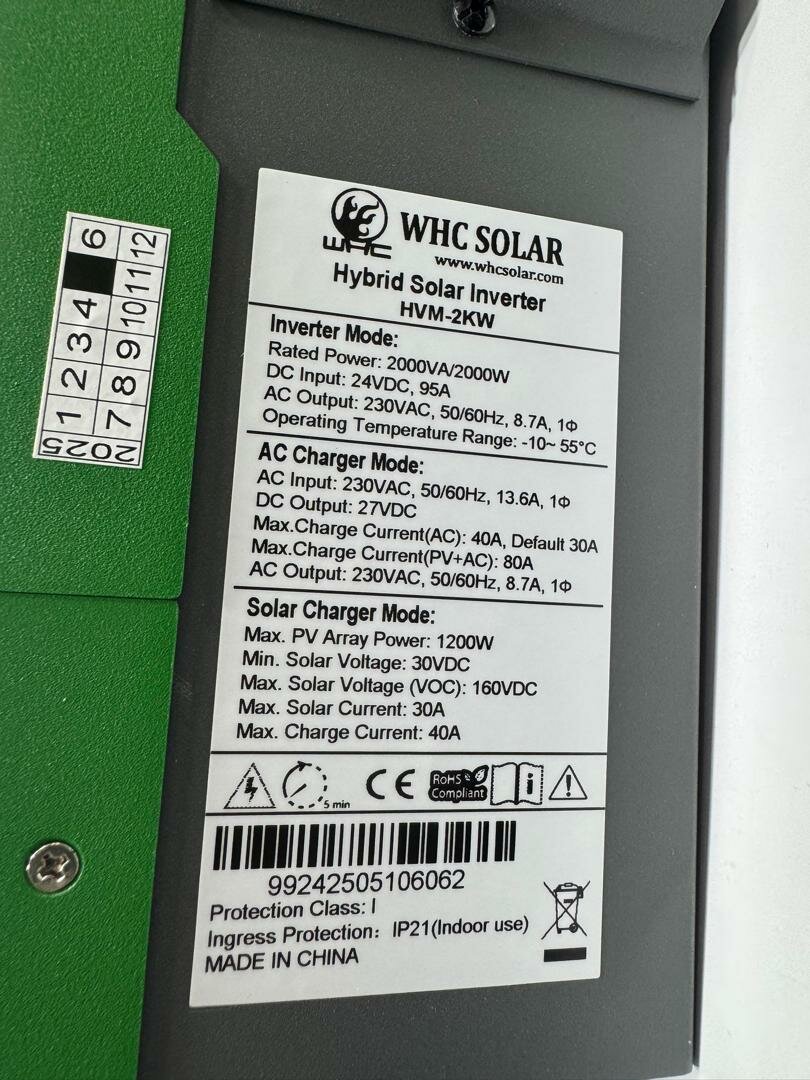 WHC
WHC SOLAR
www.whcsolar.com
Hybrid Solar Inverter
HVM-2KW
Inverter Mode:
Rated Power: 2000VA/2000W
DC Input: 24VDC, 95A
AC Output: 230VAC, 50/60Hz, 8.7A, 1Φ
Operating Temperature Range: -10~ 55°C
AC Charger Mode:
AC Input: 230VAC, 50/60Hz, 13.6A, 1Φ
DC Output: 27VDC
Max.Charge Current(AC): 40A, Default 30A
Max.Charge Current(PV+AC): 80A
AC Output: 230VAC, 50/60Hz, 8.7A, 1Φ
Solar Charger Mode:
Max. PV Array Power: 1200W
Min. Solar Voltage: 30VDC
Max. Solar Voltage (VOC): 160VDC
Max. Solar Current: 30A
Max. Charge Current: 40A
5 min
CE
RoHS
Compliant
i
!
99242505106062
Protection Class: I
Ingress Protection: IP21(Indoor use)
MADE IN CHINA
2025
1 2 3 4 6
7 8 9 10 11 12